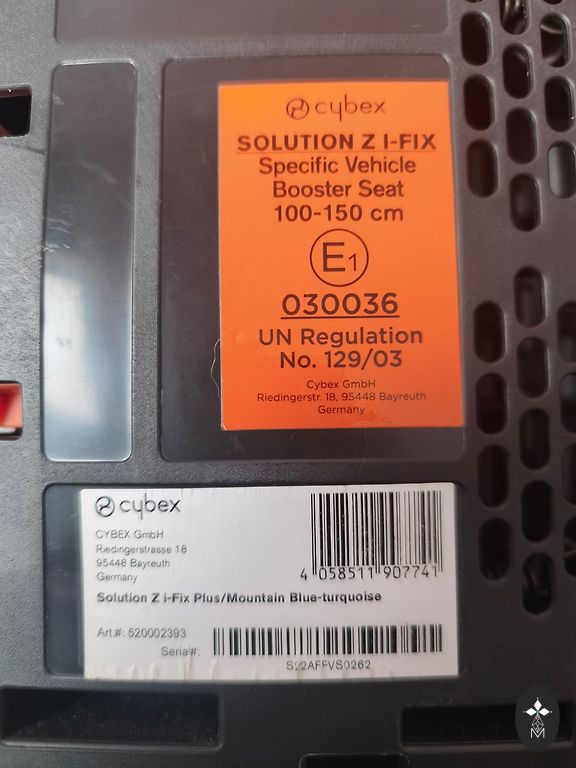 cybex
SOLUTION Z I-FIX
Specific Vehicle
Booster Seat
100-150 cm
E1
030036
UN Regulation
No. 129/03
Cybex GmbH
Riedingerstr. 18, 95448 Bayreuth
Germany
cybex
CYBEX GmbH
Riedingerstrasse 18
95448 Bayreuth
Germany
4 058511 907741
Solution Z i-Fix Plus/Mountain Blue-turquoise
Art.#: 520002393
Serial#:
S22AFFVS0262
M